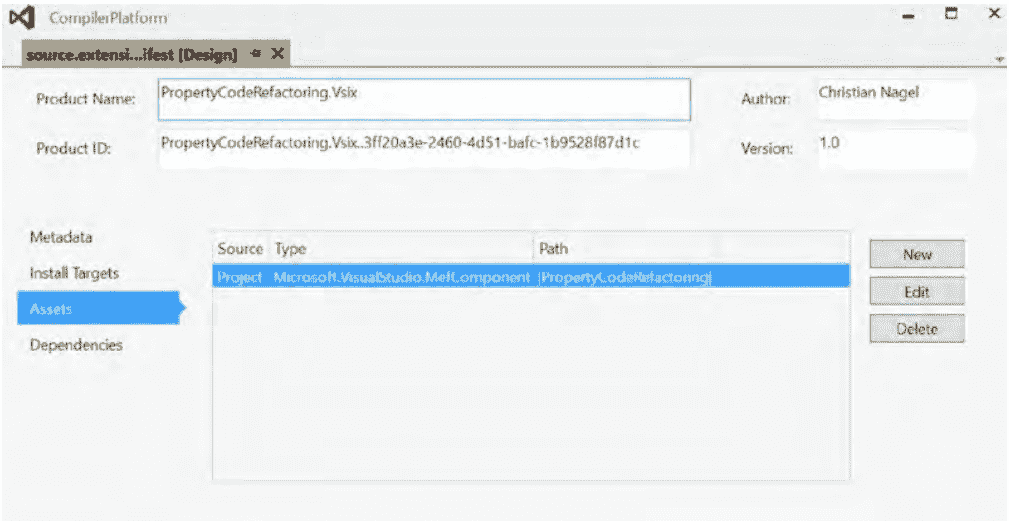 CompilerPlatform
source.extensi...ifest [Design]
Product Name: PropertyCodeRefactoring.Vsix Author: Christian Nagel
Product ID: PropertyCodeRefactoring.Vsix..3ff20a3e-2460-4d51-bafc-1b9528f87d1c Version: 1.0
Metadata
Install Targets
Assets
Dependencies
Source Type Path
Project Microsoft.VisualStudio.MefComponent |PropertyCodeRefactoring|
New
Edit
Delete